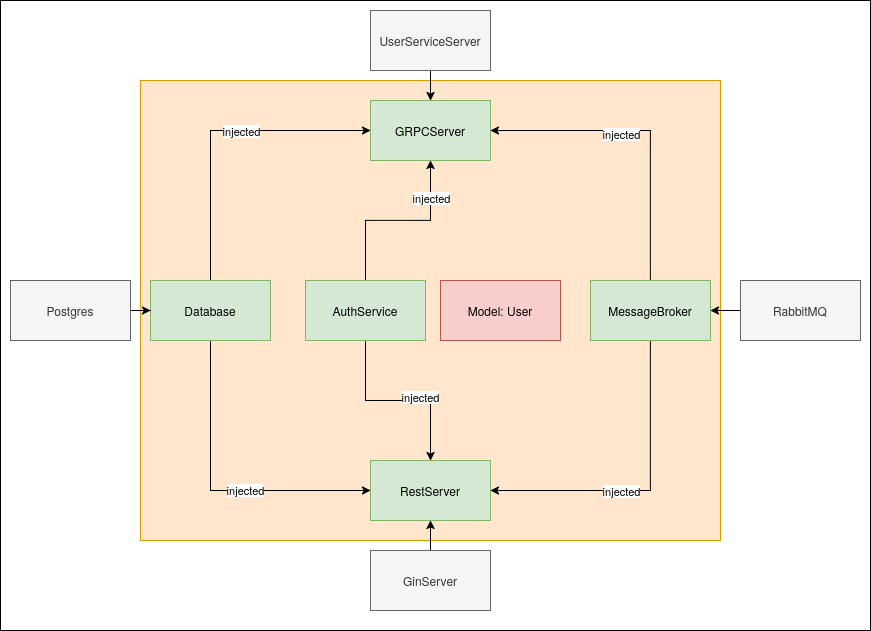 UserServiceServer
GRPCServer
injected
injected
injected
Postgres
Database
AuthService
Model: User
MessageBroker
RabbitMQ
injected
injected
injected
RestServer
GinServer